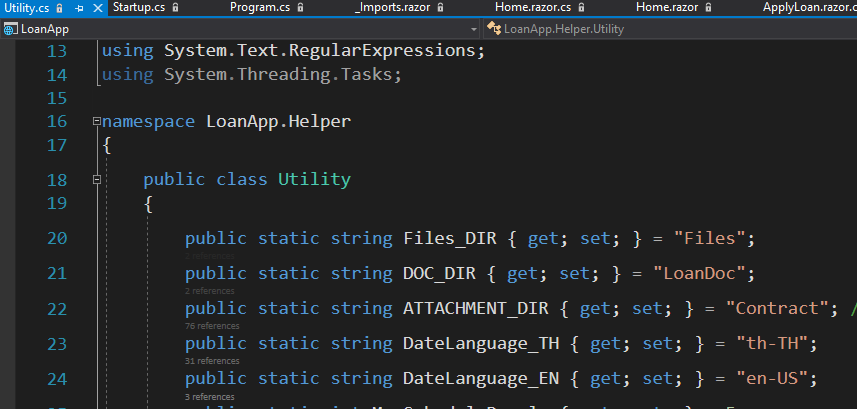 Utility.cs Startup.cs Program.cs _Imports.razor Home.razor.cs Home.razor ApplyLoan.razor.c
LoanApp LoanApp.Helper.Utility
13 using System.Text.RegularExpressions;
14 using System.Threading.Tasks;
15
16 namespace LoanApp.Helper
17 {
18 public class Utility
19 {
20 public static string Files_DIR { get; set; } = "Files";
2 references
21 public static string DOC_DIR { get; set; } = "LoanDoc";
2 references
22 public static string ATTACHMENT_DIR { get; set; } = "Contract"; /
76 references
23 public static string DateLanguage_TH { get; set; } = "th-TH";
31 references
24 public static string DateLanguage_EN { get; set; } = "en-US";
3 references